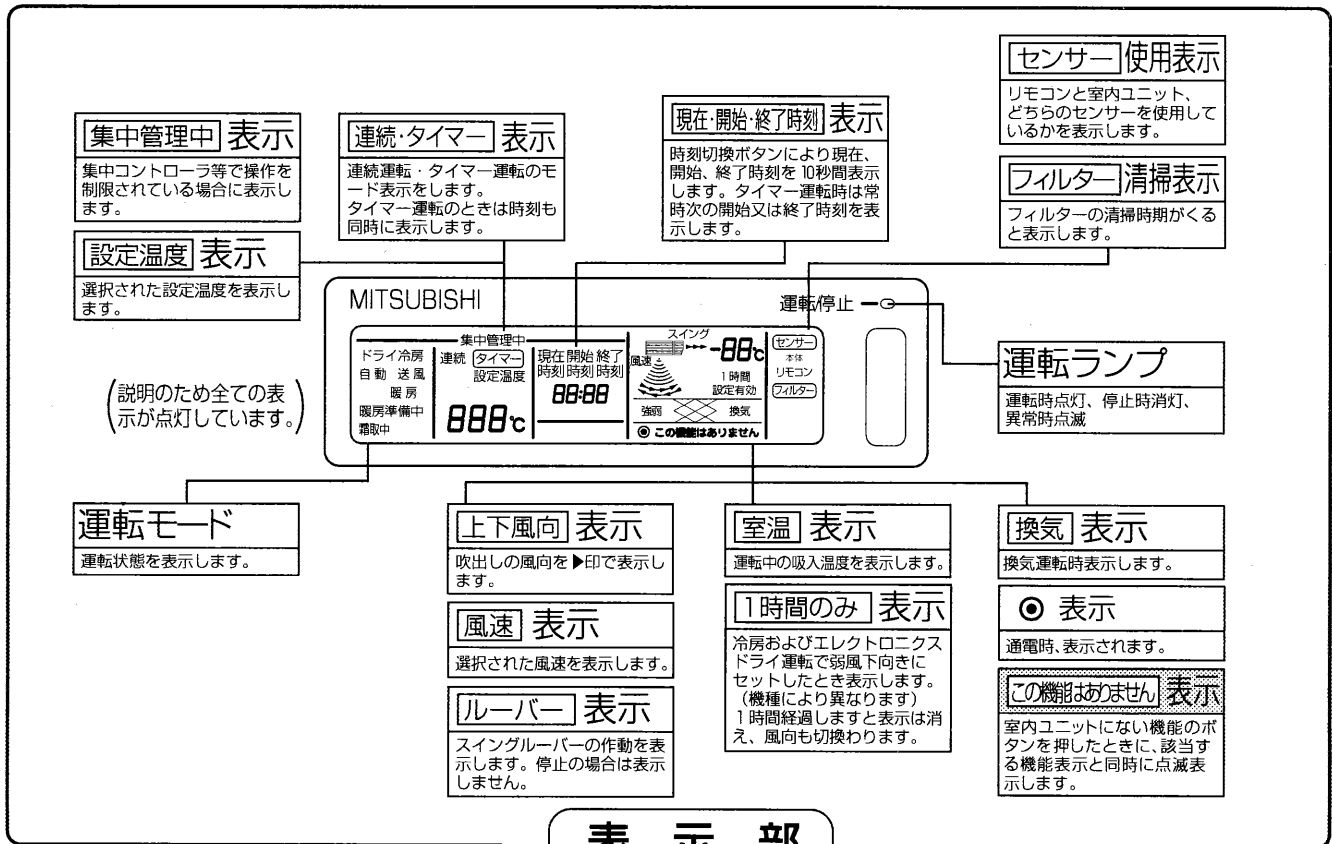 センサー 使用表示
リモコンと室内ユニット、
どちらのセンサーを使用して
いるかを表示します。
集中管理中 表示
集中コントローラ等で操作を
制限されている場合に表示し
ます。
連続・タイマー 表示
連続運転・タイマー運転のモ
ード表示をします。
タイマー運転のときは時刻も
同時に表示します。
現在・開始・終了時刻 表示
時刻切換ボタンにより現在、
開始、終了時刻を10秒間表示
します。タイマー運転時は常
時次の開始又は終了時刻を表
示します。
フィルター 清掃表示
フィルターの清掃時期がくる
と表示します。
設定温度 表示
選択された設定温度を表示し
ます。
MITSUBISHI
運転/停止
集中管理中
ドライ冷房
自動 送風
暖房
暖房準備中
霜取中
連続 タイマー
設定温度
888℃
現在 開始 終了
時刻 時刻 時刻
88:88
スイング
風速
-88℃
1時間
設定有効
強弱 換気
◉ この機能はありません
センサー
本体
リモコン
フィルター
(説明のため全ての表
示が点灯しています。)
運転ランプ
運転時点灯、停止時消灯、
異常時点滅
運転モード
運転状態を表示します。
上下風向 表示
吹出しの風向を▶印で表示し
ます。
風速 表示
選択された風速を表示します。
ルーバー 表示
スイングルーバーの作動を表
示します。停止の場合は表示
しません。
室温 表示
運転中の吸入温度を表示します。
1時間のみ 表示
冷房およびエレクトロニクス
ドライ運転で弱風下向きに
セットしたとき表示します。
(機種により異なります)
1時間経過しますと表示は消
え、風向も切換わります。
換気 表示
換気運転時表示します。
◉ 表示
通電時、表示されます。
この機能はありません 表示
室内ユニットにない機能のボ
タンを押したときに、該当す
る機能表示と同時に点滅表
示します。
表示部